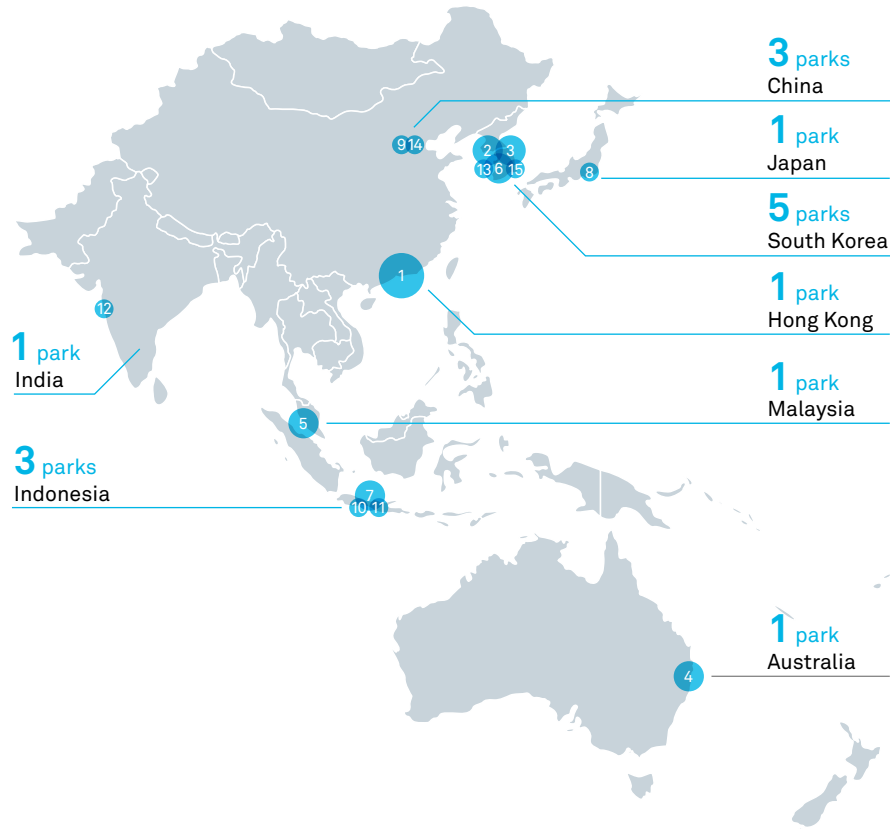 3 parks
China
1 park
Japan
5 parks
South Korea
1 park
Hong Kong
1 park
Malaysia
1 park
Australia
1 park
India
3 parks
Indonesia
9 14
2 3
13 6 15
8
1
12
5
7
10 11
4